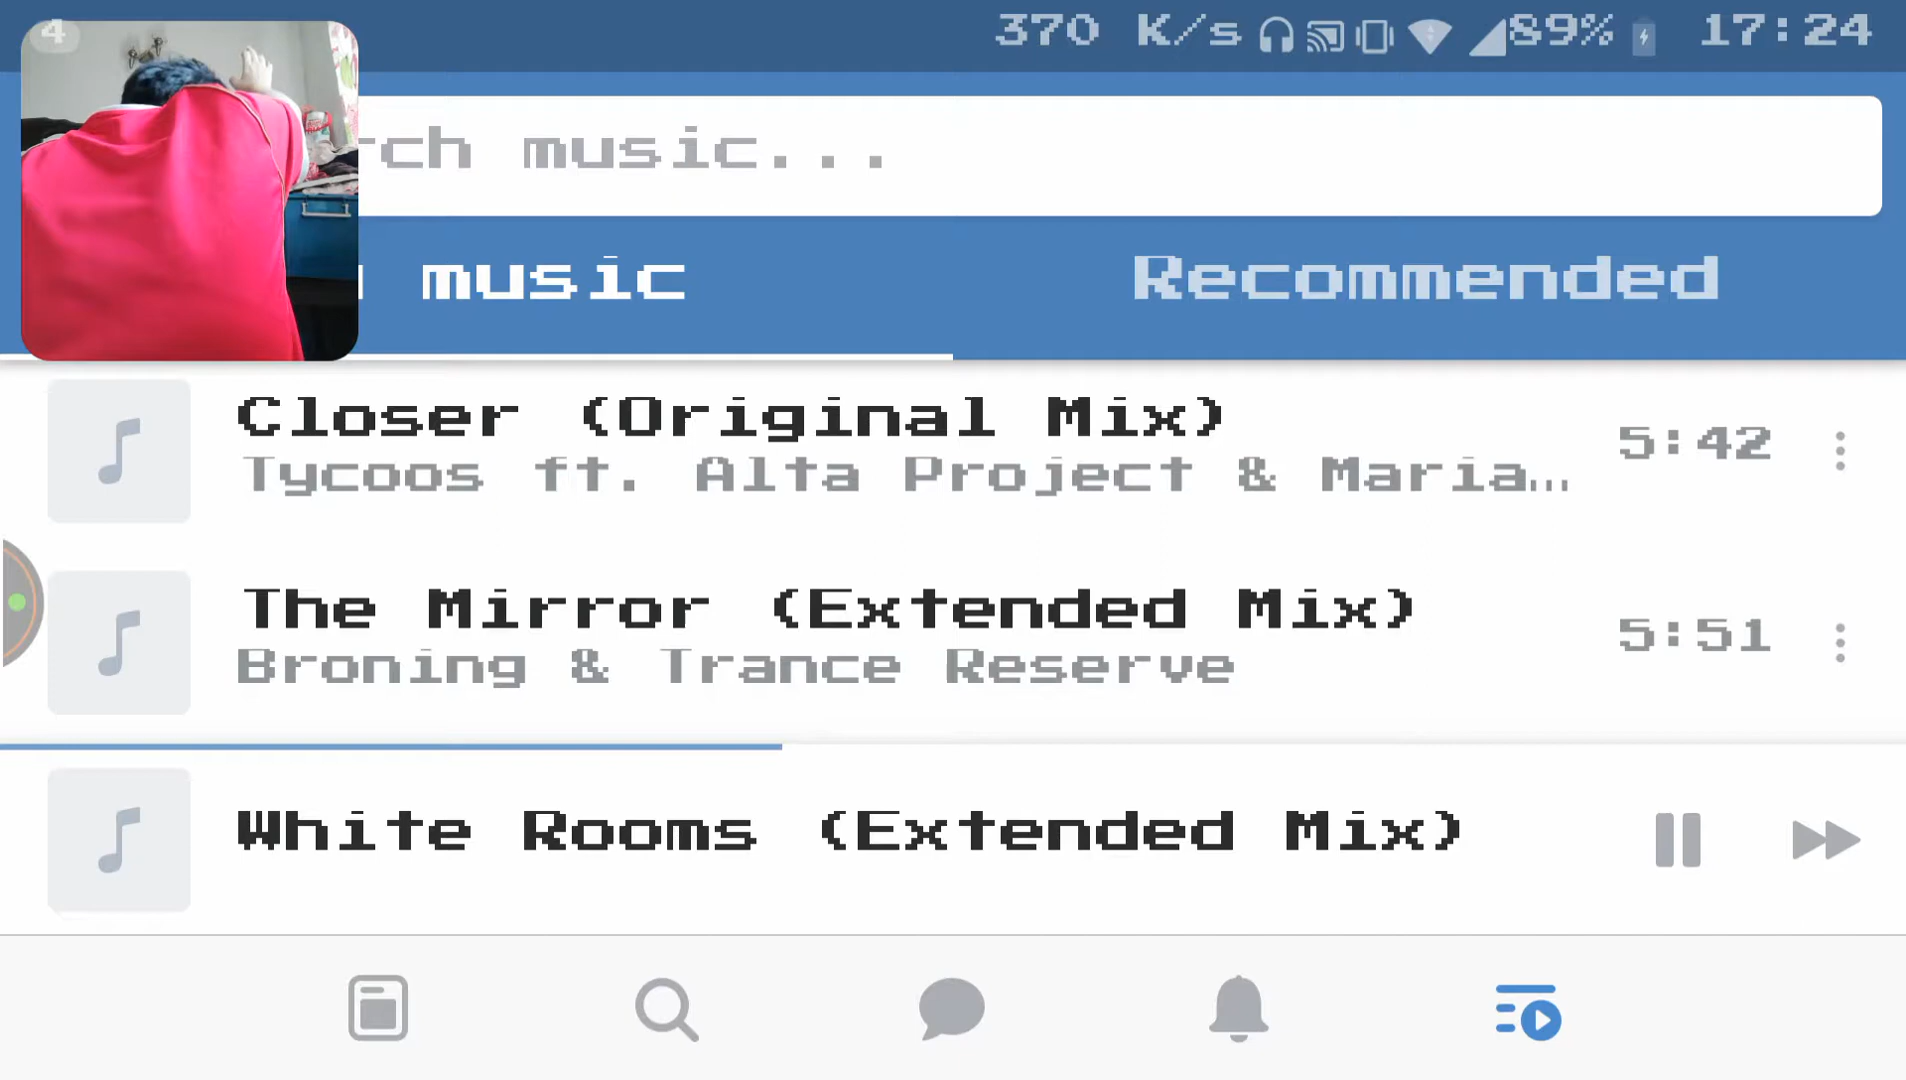 4
370 K/s 89% 17:24
rch music...
music
Recommended
Closer (Original Mix)
5:42
Tycoos ft. Alta Project & Maria...
The Mirror (Extended Mix)
5:51
Broning & Trance Reserve
White Rooms (Extended Mix)